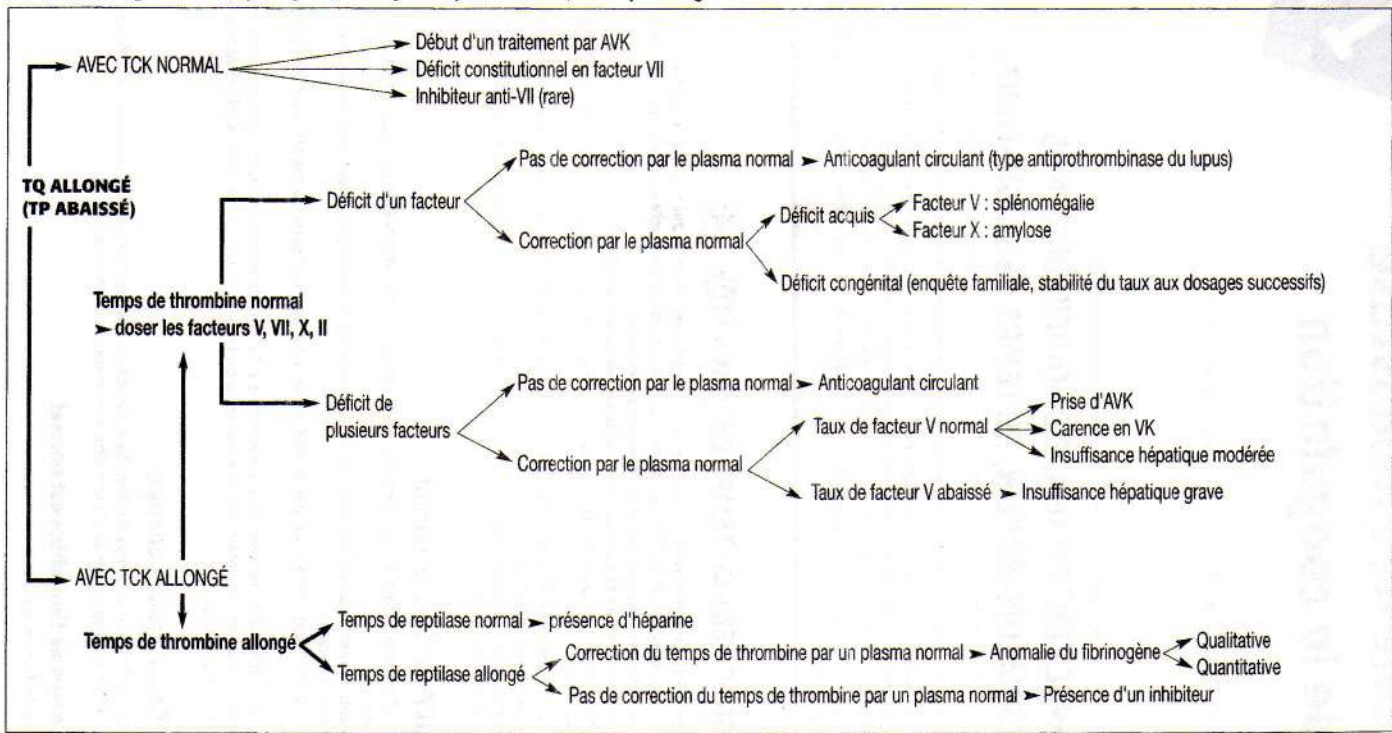 AVEC TCK NORMAL
➤ Début d'un traitement par AVK
➤ Déficit constitutionnel en facteur VII
➤ Inhibiteur anti-VII (rare)
TQ ALLONGÉ
(TP ABAISSÉ)
Temps de thrombine normal
➤ doser les facteurs V, VII, X, II
Déficit d'un facteur
Pas de correction par le plasma normal ➤ Anticoagulant circulant (type antiprothrombinase du lupus)
Correction par le plasma normal
Déficit acquis
Facteur V : splénomégalie
Facteur X : amylose
Déficit congénital (enquête familiale, stabilité du taux aux dosages successifs)
Déficit de
plusieurs facteurs
Pas de correction par le plasma normal ➤ Anticoagulant circulant
Correction par le plasma normal
Taux de facteur V normal
Prise d'AVK
Carence en VK
Insuffisance hépatique modérée
Taux de facteur V abaissé ➤ Insuffisance hépatique grave
AVEC TCK ALLONGÉ
Temps de thrombine allongé
Temps de reptilase normal ➤ présence d'héparine
Temps de reptilase allongé
Correction du temps de thrombine par un plasma normal ➤ Anomalie du fibrinogène
Qualitative
Quantitative
Pas de correction du temps de thrombine par un plasma normal ➤ Présence d'un inhibiteur